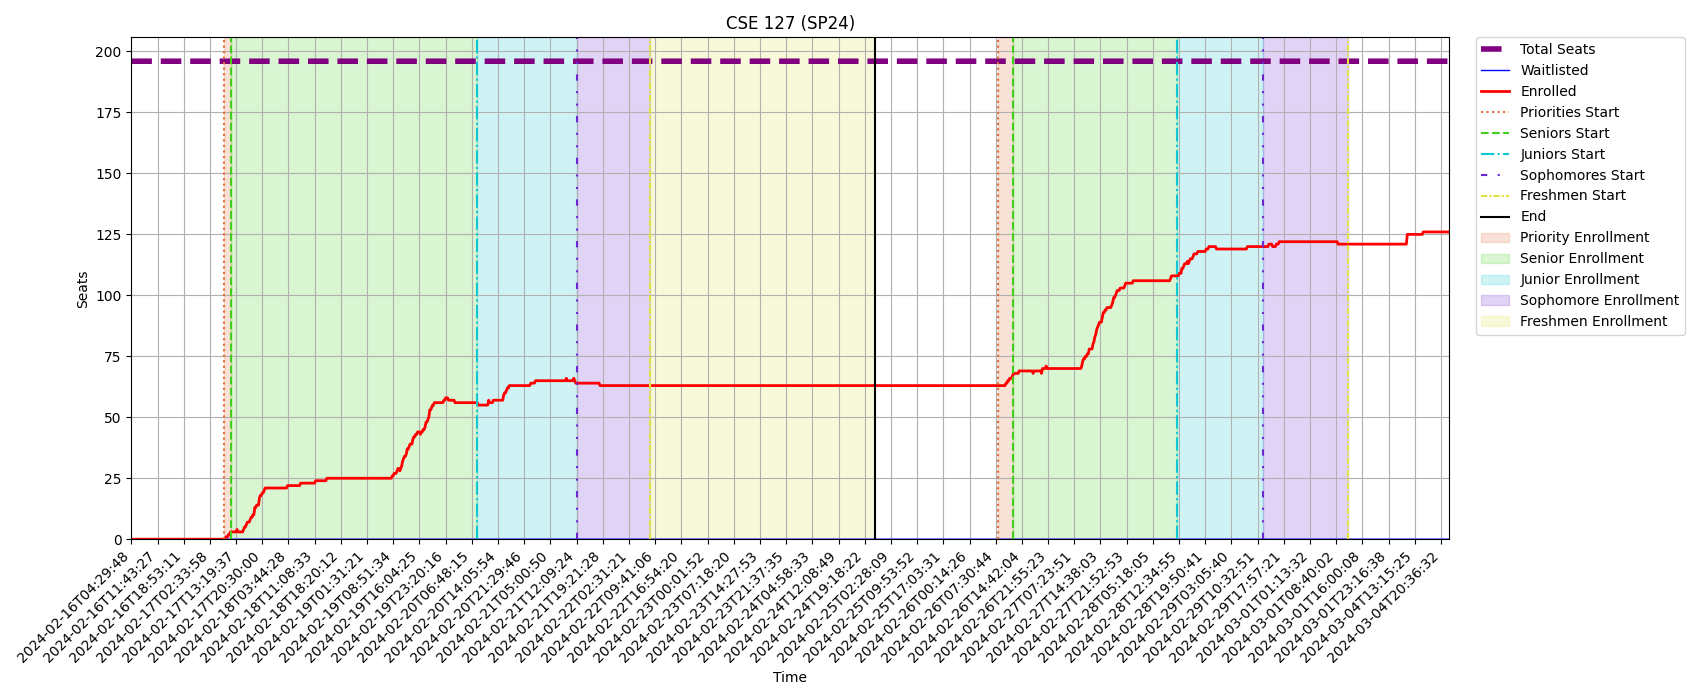 CSE 127 (SP24)
Seats
200
175
150
125
100
75
50
25
0
2024-02-16T04:29:48
2024-02-16T11:43:27
2024-02-16T18:53:11
2024-02-17T02:33:58
2024-02-17T13:19:37
2024-02-17T20:30:00
2024-02-18T03:44:28
2024-02-18T11:08:33
2024-02-18T18:20:12
2024-02-19T01:31:21
2024-02-19T08:51:34
2024-02-19T16:04:25
2024-02-19T23:20:16
2024-02-20T06:48:15
2024-02-20T14:05:54
2024-02-20T21:29:46
2024-02-21T05:00:50
2024-02-21T12:09:24
2024-02-21T19:21:28
2024-02-22T02:31:21
2024-02-22T09:41:06
2024-02-22T16:54:20
2024-02-23T00:01:52
2024-02-23T07:18:20
2024-02-23T14:27:53
2024-02-23T21:37:35
2024-02-24T04:58:33
2024-02-24T12:08:49
2024-02-24T19:18:22
2024-02-25T02:28:09
2024-02-25T09:53:52
2024-02-25T17:03:31
2024-02-26T00:14:26
2024-02-26T07:30:44
2024-02-26T14:42:04
2024-02-26T21:55:23
2024-02-27T07:23:51
2024-02-27T14:38:03
2024-02-27T21:52:53
2024-02-28T05:18:05
2024-02-28T12:34:55
2024-02-28T19:50:41
2024-02-29T03:05:40
2024-02-29T10:32:51
2024-02-29T17:57:21
2024-03-01T01:13:32
2024-03-01T08:40:02
2024-03-01T16:00:08
2024-03-01T23:16:38
2024-03-04T13:15:25
2024-03-04T20:36:32
Time
Total Seats
Waitlisted
Enrolled
Priorities Start
Seniors Start
Juniors Start
Sophomores Start
Freshmen Start
End
Priority Enrollment
Senior Enrollment
Junior Enrollment
Sophomore Enrollment
Freshmen Enrollment